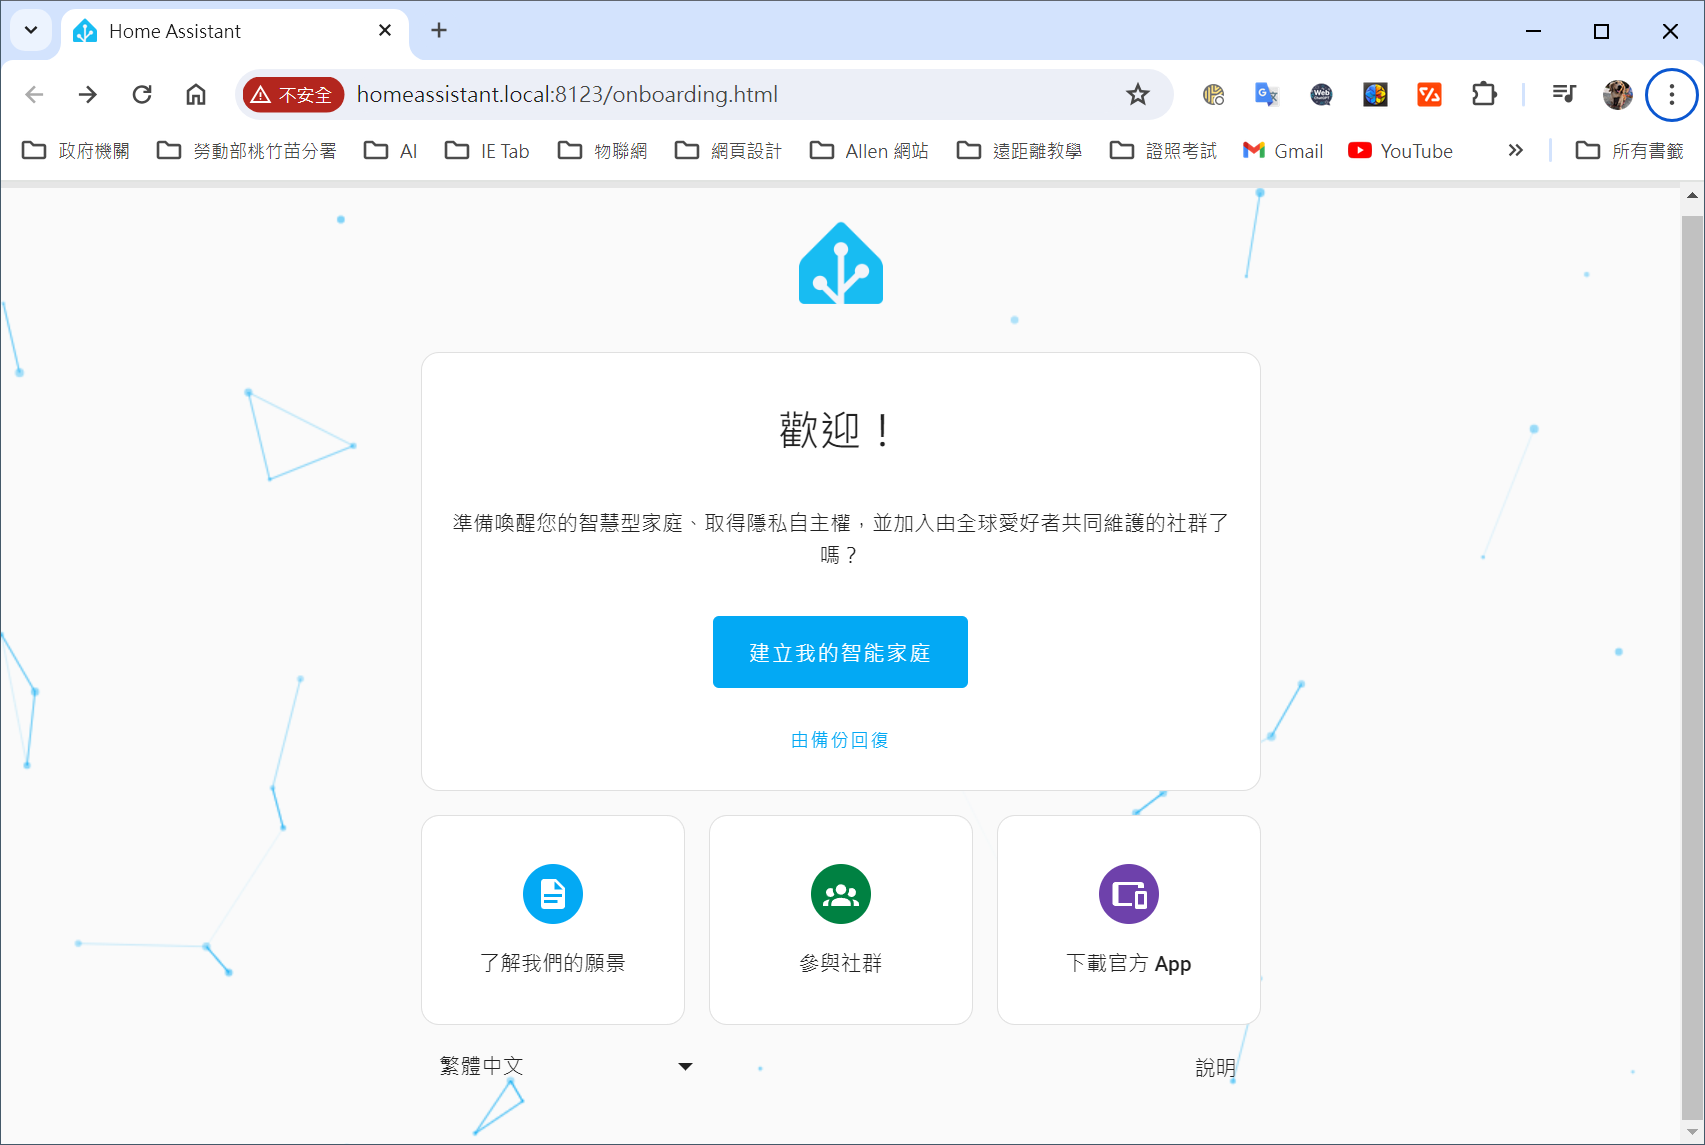 Home Assistant
不安全
homeassistant.local:8123/onboarding.html
政府機關
勞動部桃竹苗分署
AI
IE Tab
物聯網
網頁設計
Allen 網站
遠距離教學
證照考試
Gmail
YouTube
所有書籤
歡迎！
準備喚醒您的智慧型家庭、取得隱私自主權，並加入由全球愛好者共同維護的社群了
嗎？
建立我的智能家庭
由備份回復
了解我們的願景
參與社群
下載官方 App
繁體中文
說明